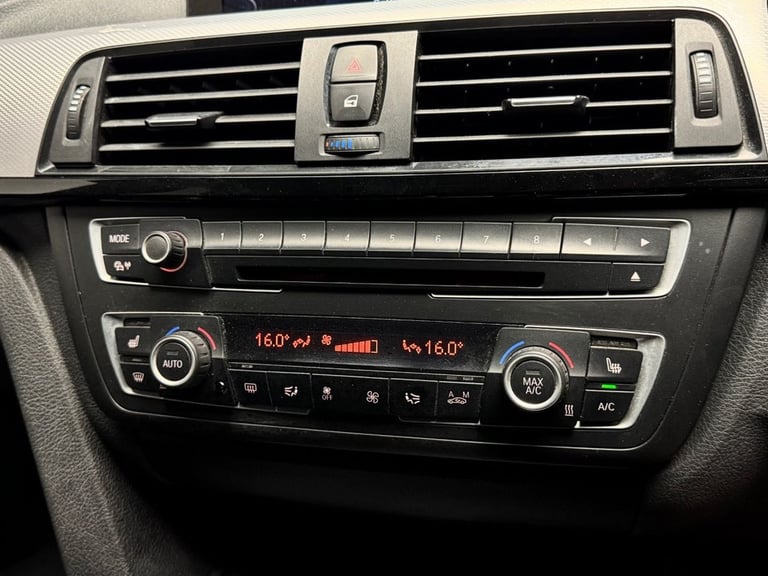 MODE 1 2 3 4 5 6 7 8
16.0° 16.0°
AUTO MAX A/C
OFF A M A/C